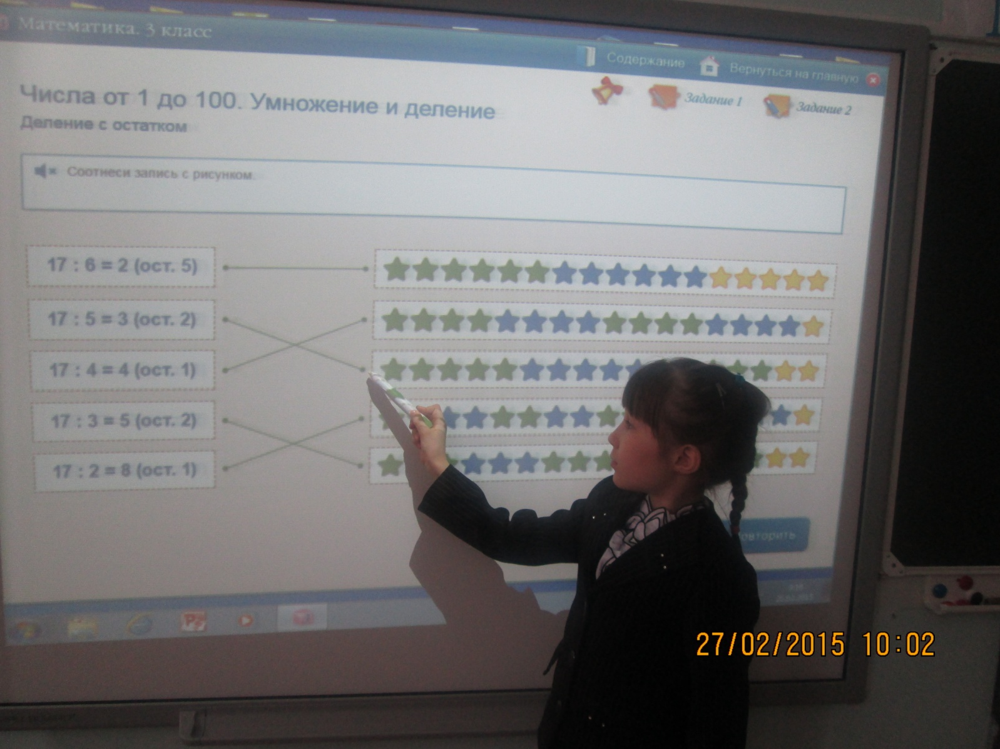 Математика. 3 класс
Содержание
Вернуться на главную
Числа от 1 до 100. Умножение и деление
Задание 1
Задание 2
Деление с остатком
Соотнеси запись с рисунком.
17 : 6 = 2 (ост. 5)
17 : 5 = 3 (ост. 2)
17 : 4 = 4 (ост. 1)
17 : 3 = 5 (ост. 2)
17 : 2 = 8 (ост. 1)
овторить
27/02/2015 10:02